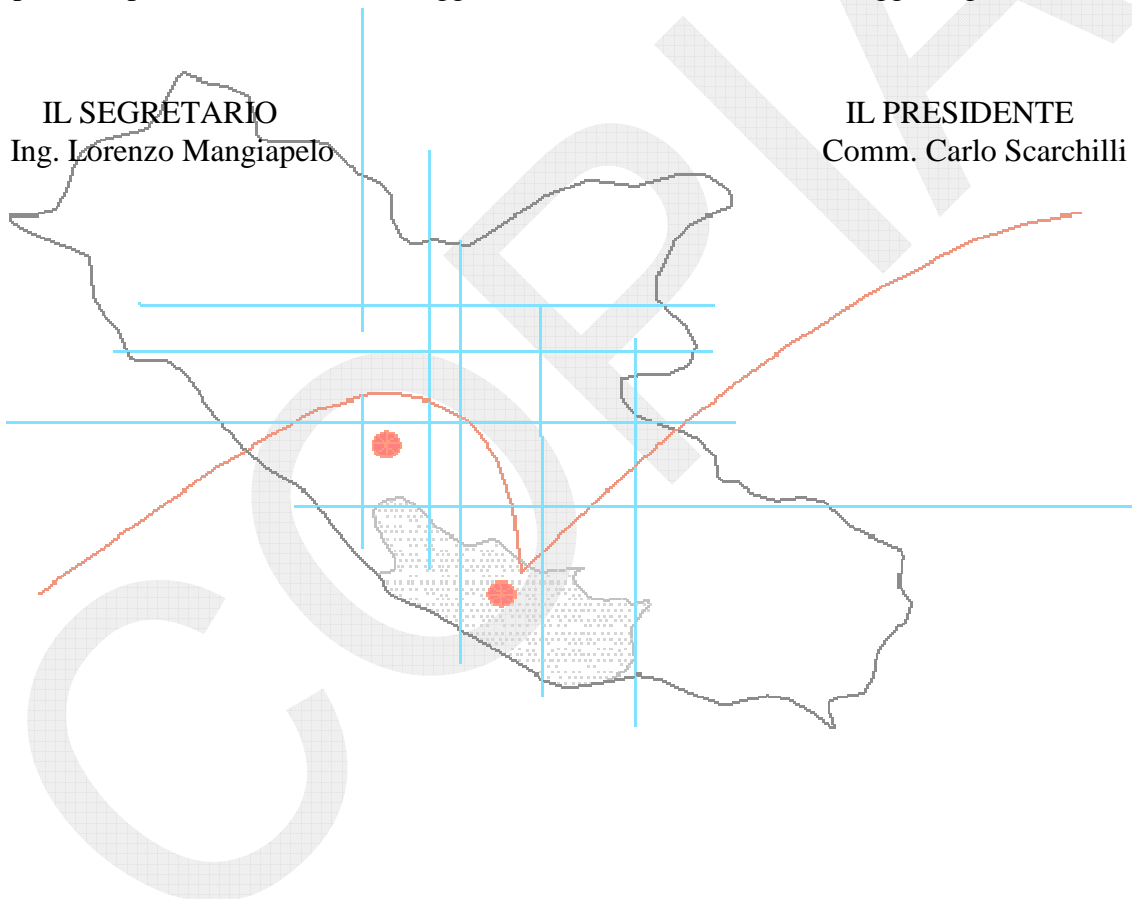 IL SEGRETARIO IL PRESIDENTE
Ing. Lorenzo Mangiapelo Comm. Carlo Scarchilli
COPIA